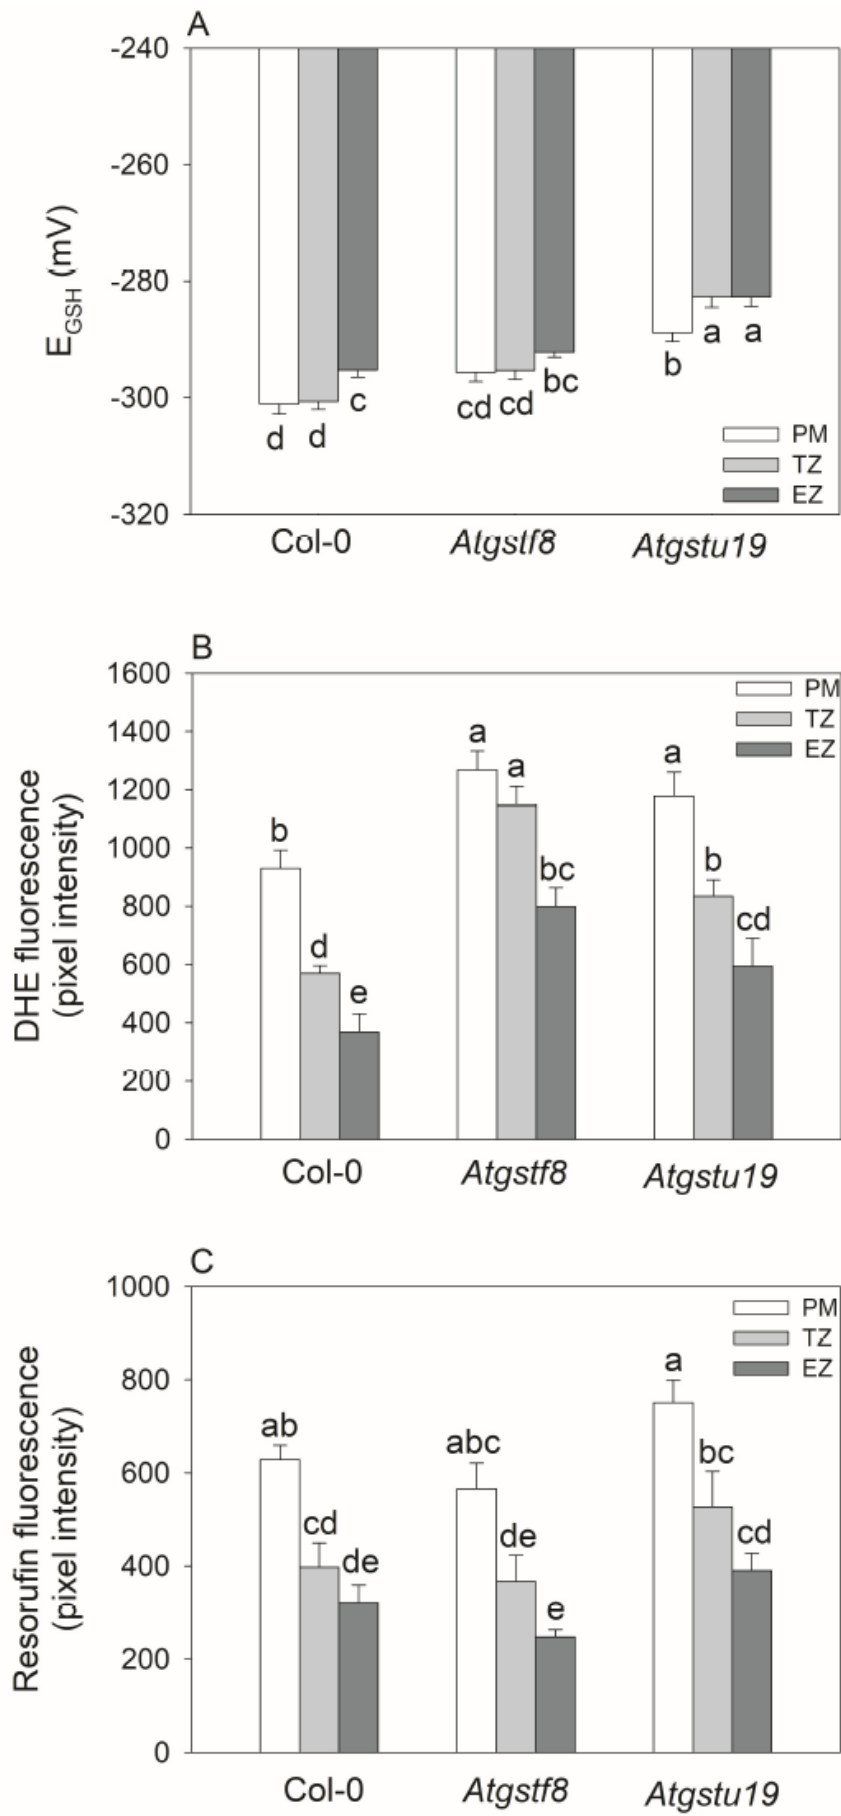 A
-240
-260
-280
-300
-320
E_GSH (mV)
d d c
cd cd bc
b a a
PM
TZ
EZ
Col-0 Atgstf8 Atgstu19
B
1600
1400
1200
1000
800
600
400
200
0
DHE fluorescence
(pixel intensity)
b d e
a a bc
a b cd
PM
TZ
EZ
Col-0 Atgstf8 Atgstu19
C
1000
800
600
400
200
0
Resorufin fluorescence
(pixel intensity)
ab cd de
abc de e
a bc cd
PM
TZ
EZ
Col-0 Atgstf8 Atgstu19